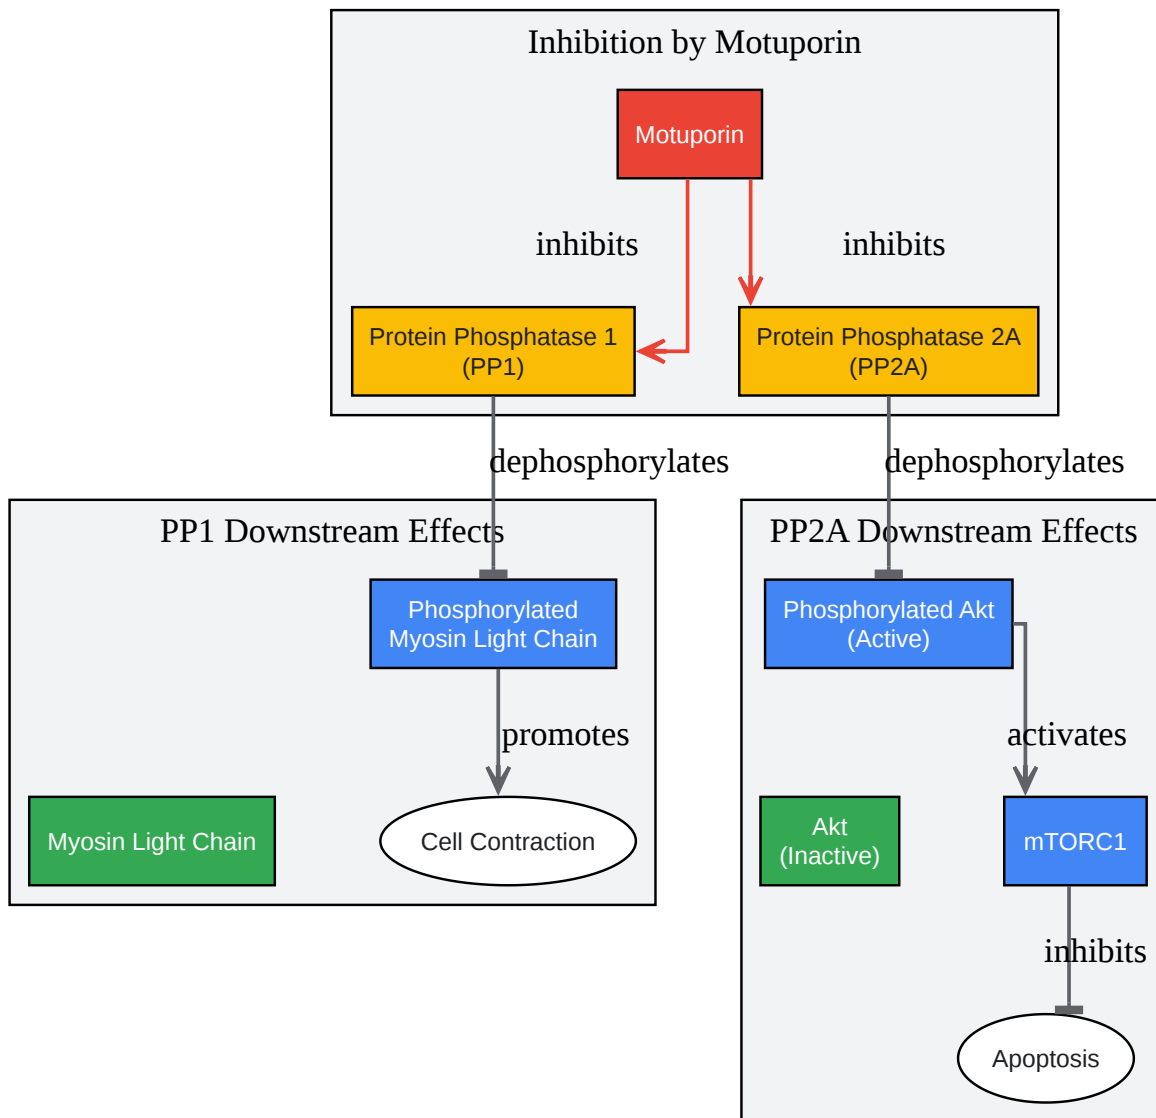 Inhibition by Motuporin
Motuporin
inhibits
inhibits
Protein Phosphatase 1
(PP1)
Protein Phosphatase 2A
(PP2A)
dephosphorylates
dephosphorylates
PP1 Downstream Effects
PP2A Downstream Effects
Phosphorylated
Myosin Light Chain
Phosphorylated Akt
(Active)
promotes
activates
Myosin Light Chain
Cell Contraction
Akt
(Inactive)
mTORC1
inhibits
Apoptosis